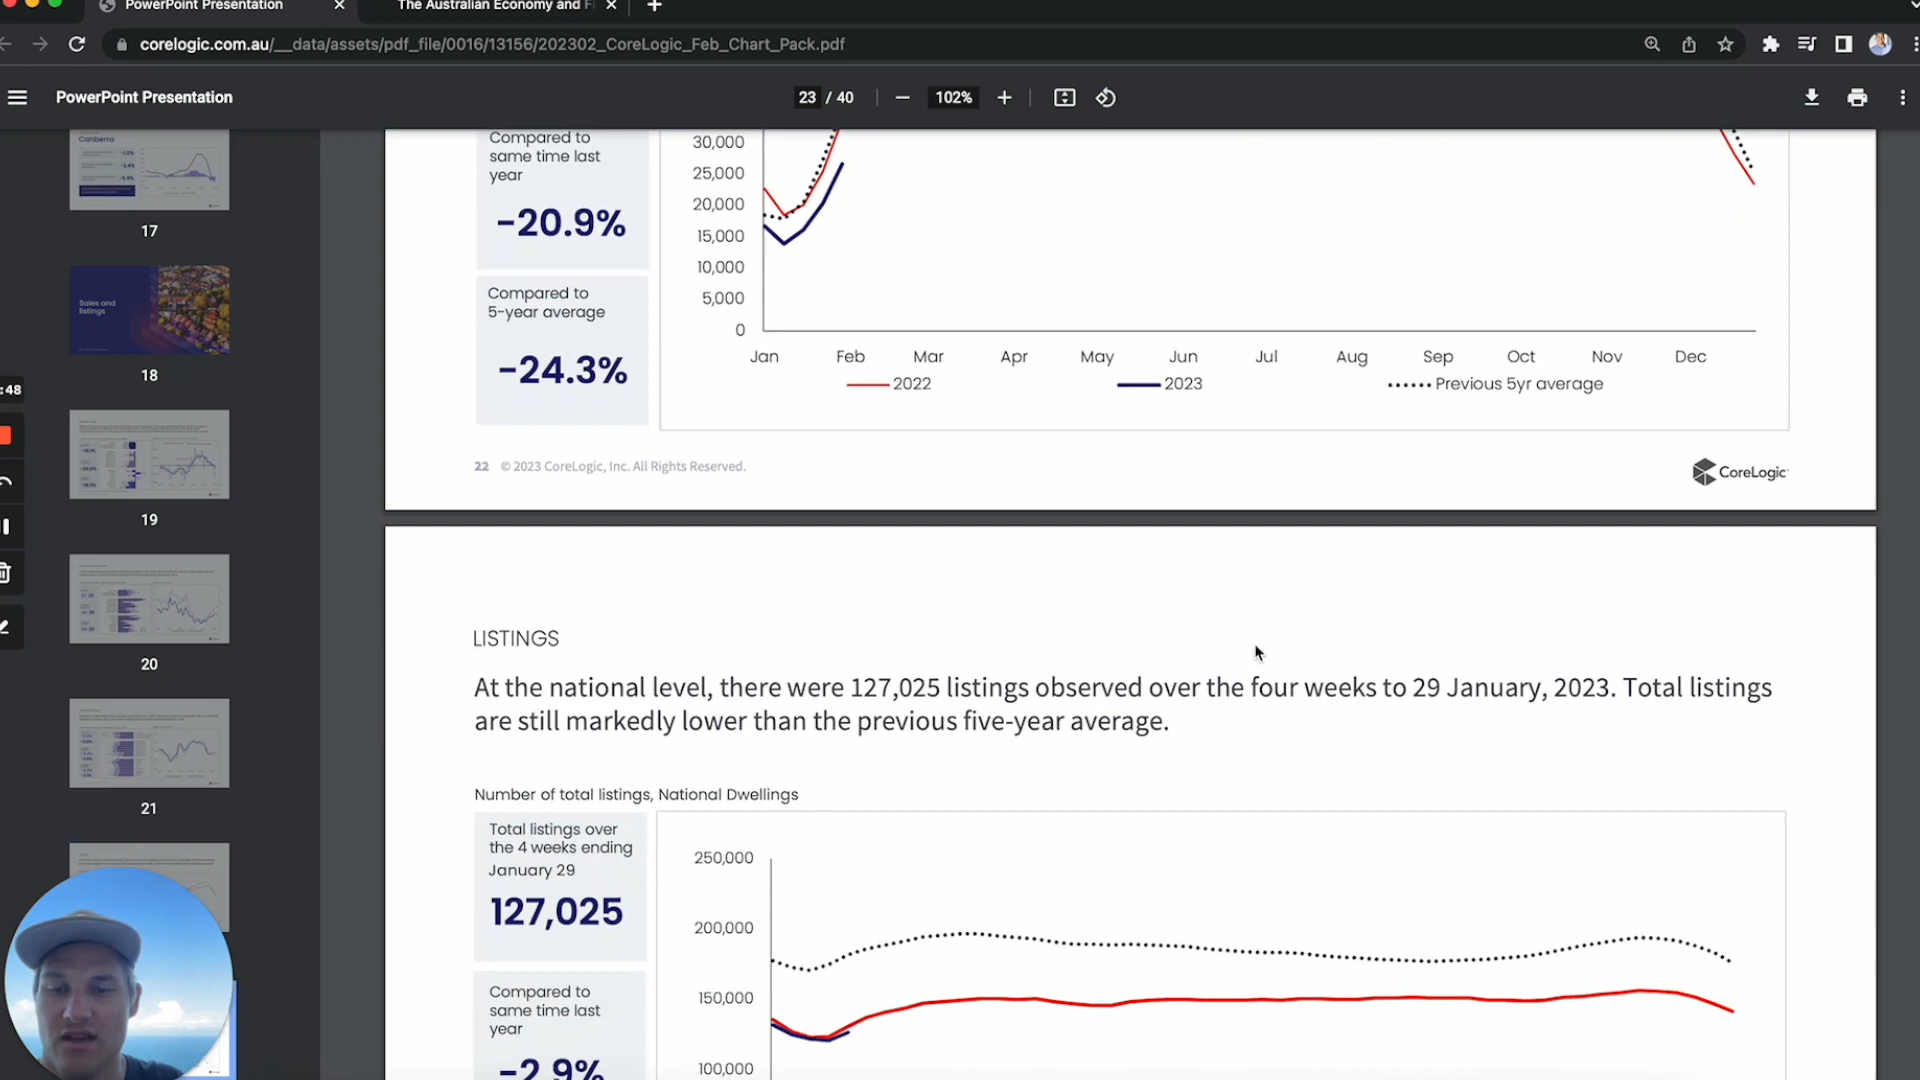 PowerPoint Presentation
The Australian Economy and F
corelogic.com.au/__data/assets/pdf_file/0016/13156/202302_CoreLogic_Feb_Chart_Pack.pdf
PowerPoint Presentation
23 / 40
102%
Canberra
17
Sales and
listings
18
19
20
21
:48
Compared to
same time last
year
-20.9%
Compared to
5-year average
-24.3%
30,000
25,000
20,000
15,000
10,000
5,000
0
Jan Feb Mar Apr May Jun Jul Aug Sep Oct Nov Dec
2022 2023 Previous 5yr average
22 © 2023 CoreLogic, Inc. All Rights Reserved.
CoreLogic
LISTINGS
At the national level, there were 127,025 listings observed over the four weeks to 29 January, 2023. Total listings
are still markedly lower than the previous five-year average.
Number of total listings, National Dwellings
Total listings over
the 4 weeks ending
January 29
127,025
Compared to
same time last
year
-2.9%
250,000
200,000
150,000
100,000